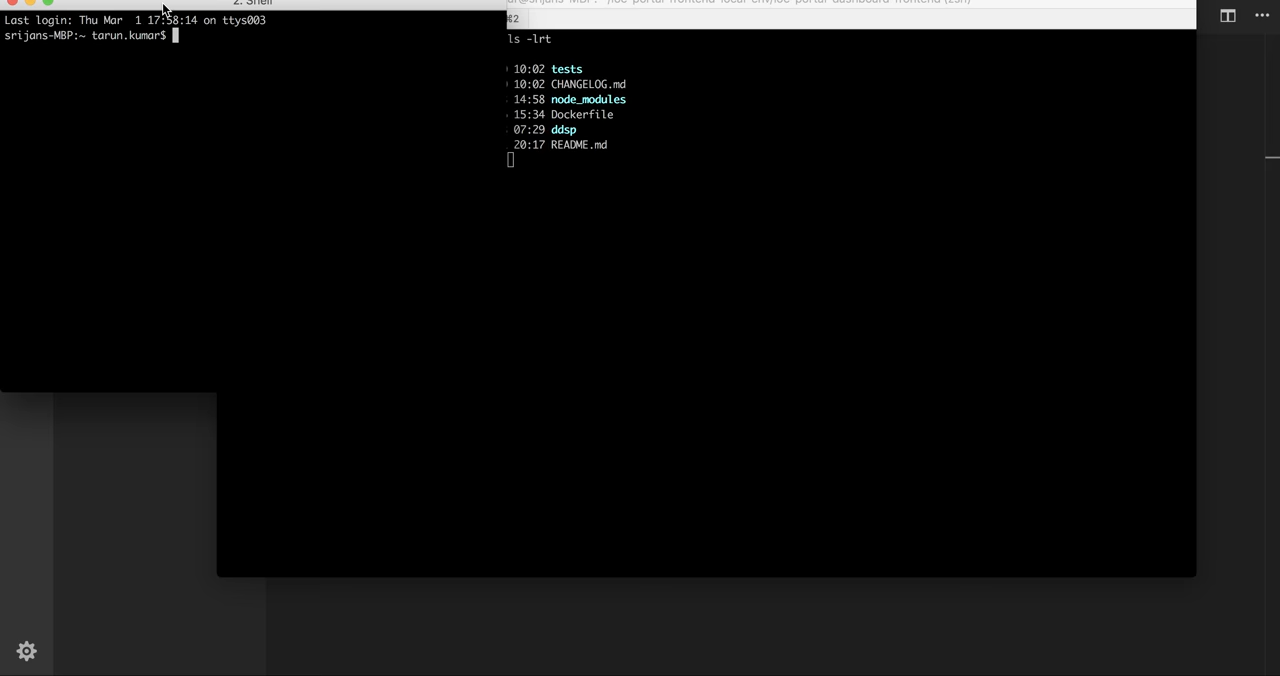 2. Shell
Last login: Thu Mar  1 17:58:14 on ttys003
srijans-MBP:~ tarun.kumar$
⌘2
ls -lrt
10:02 tests
10:02 CHANGELOG.md
14:58 node_modules
15:34 Dockerfile
07:29 ddsp
20:17 README.md